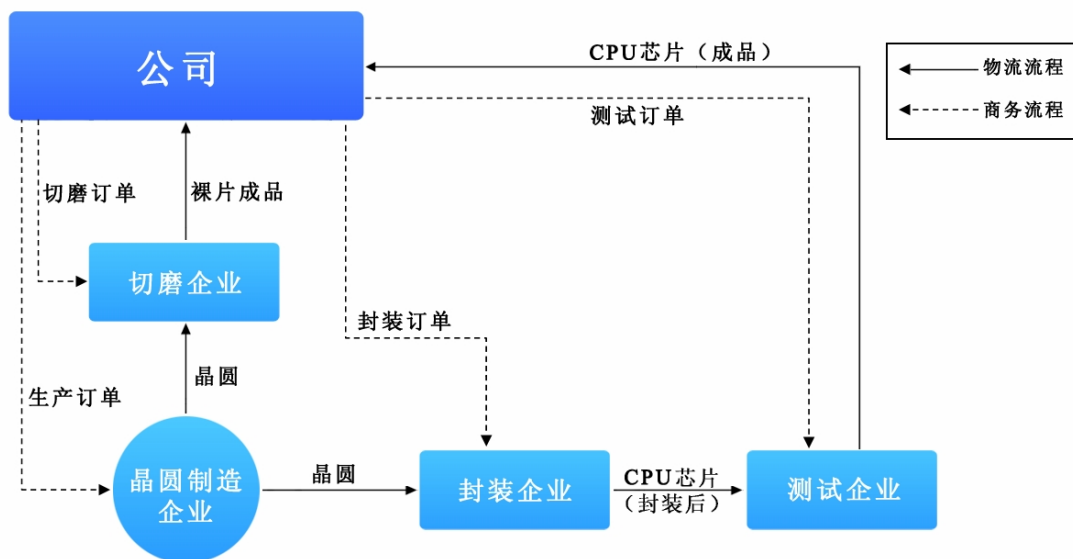 公司
CPU芯片（成品）
物流流程
商务流程
测试订单
切磨订单
裸片成品
切磨企业
封装订单
晶圆
生产订单
晶圆制造
企业
晶圆
封装企业
CPU芯片
（封装后）
测试企业